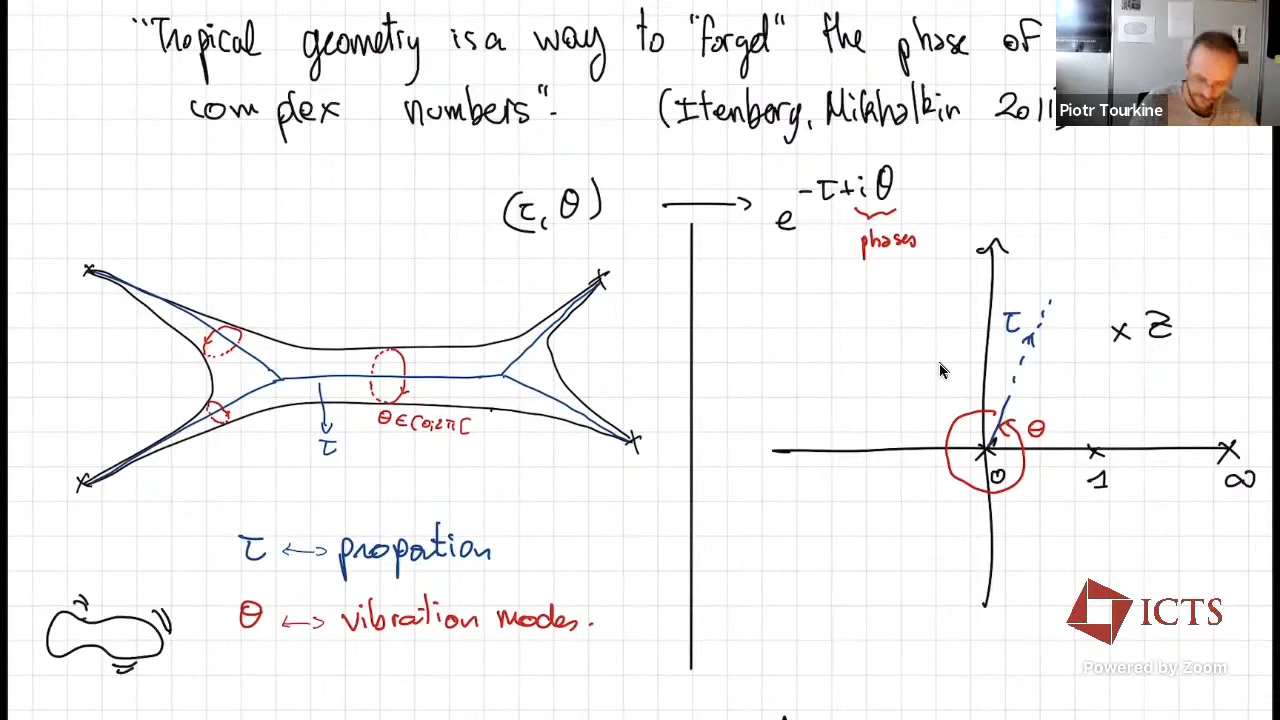 "Tropical geometry is a way to "forget" the phase of
complex numbers". (Itenberg, Mikhalkin 2011)
Piotr Tourkine
(τ, θ) → e^{-τ+iθ}
phases
τ
θ∈[0,2π[
τ
× z
θ
0 1 ∞
τ ↔ propation
θ ↔ vibration modes.
ICTS
Powered by Zoom